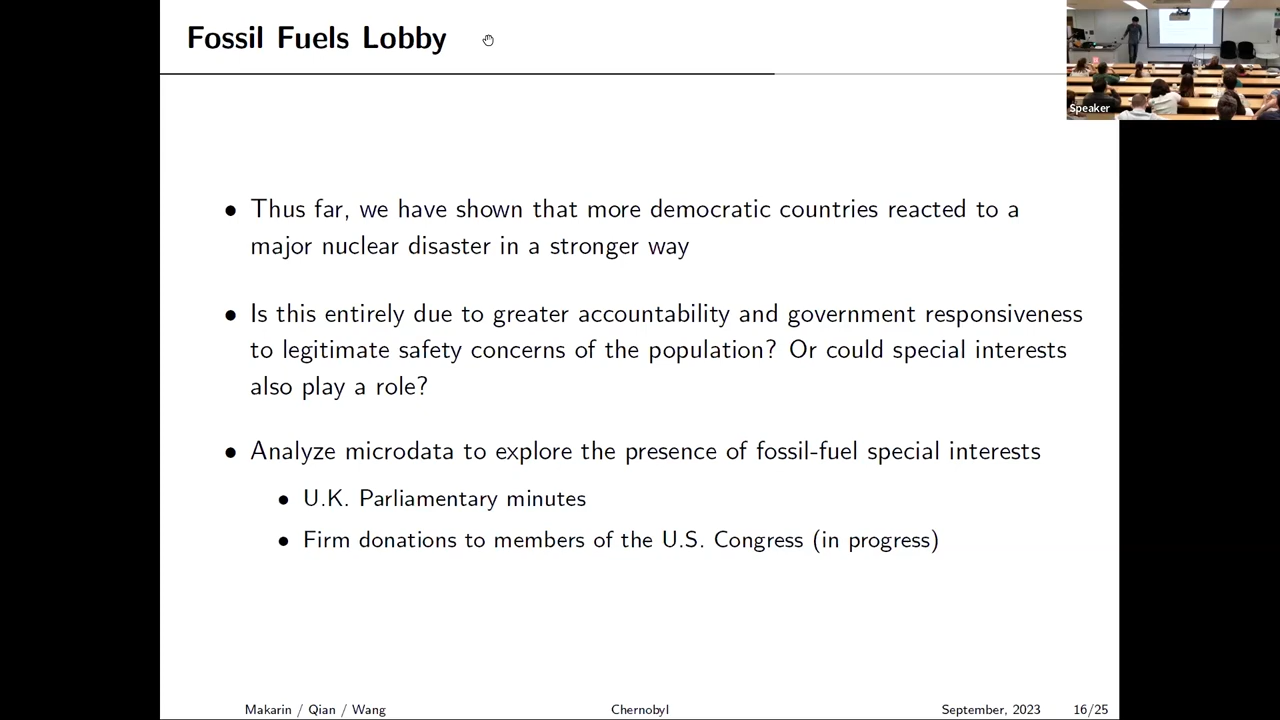 Fossil Fuels Lobby
Speaker
• Thus far, we have shown that more democratic countries reacted to a
major nuclear disaster in a stronger way
• Is this entirely due to greater accountability and government responsiveness
to legitimate safety concerns of the population? Or could special interests
also play a role?
• Analyze microdata to explore the presence of fossil-fuel special interests
• U.K. Parliamentary minutes
• Firm donations to members of the U.S. Congress (in progress)
Makarin / Qian / Wang
Chernobyl
September, 2023
16/25